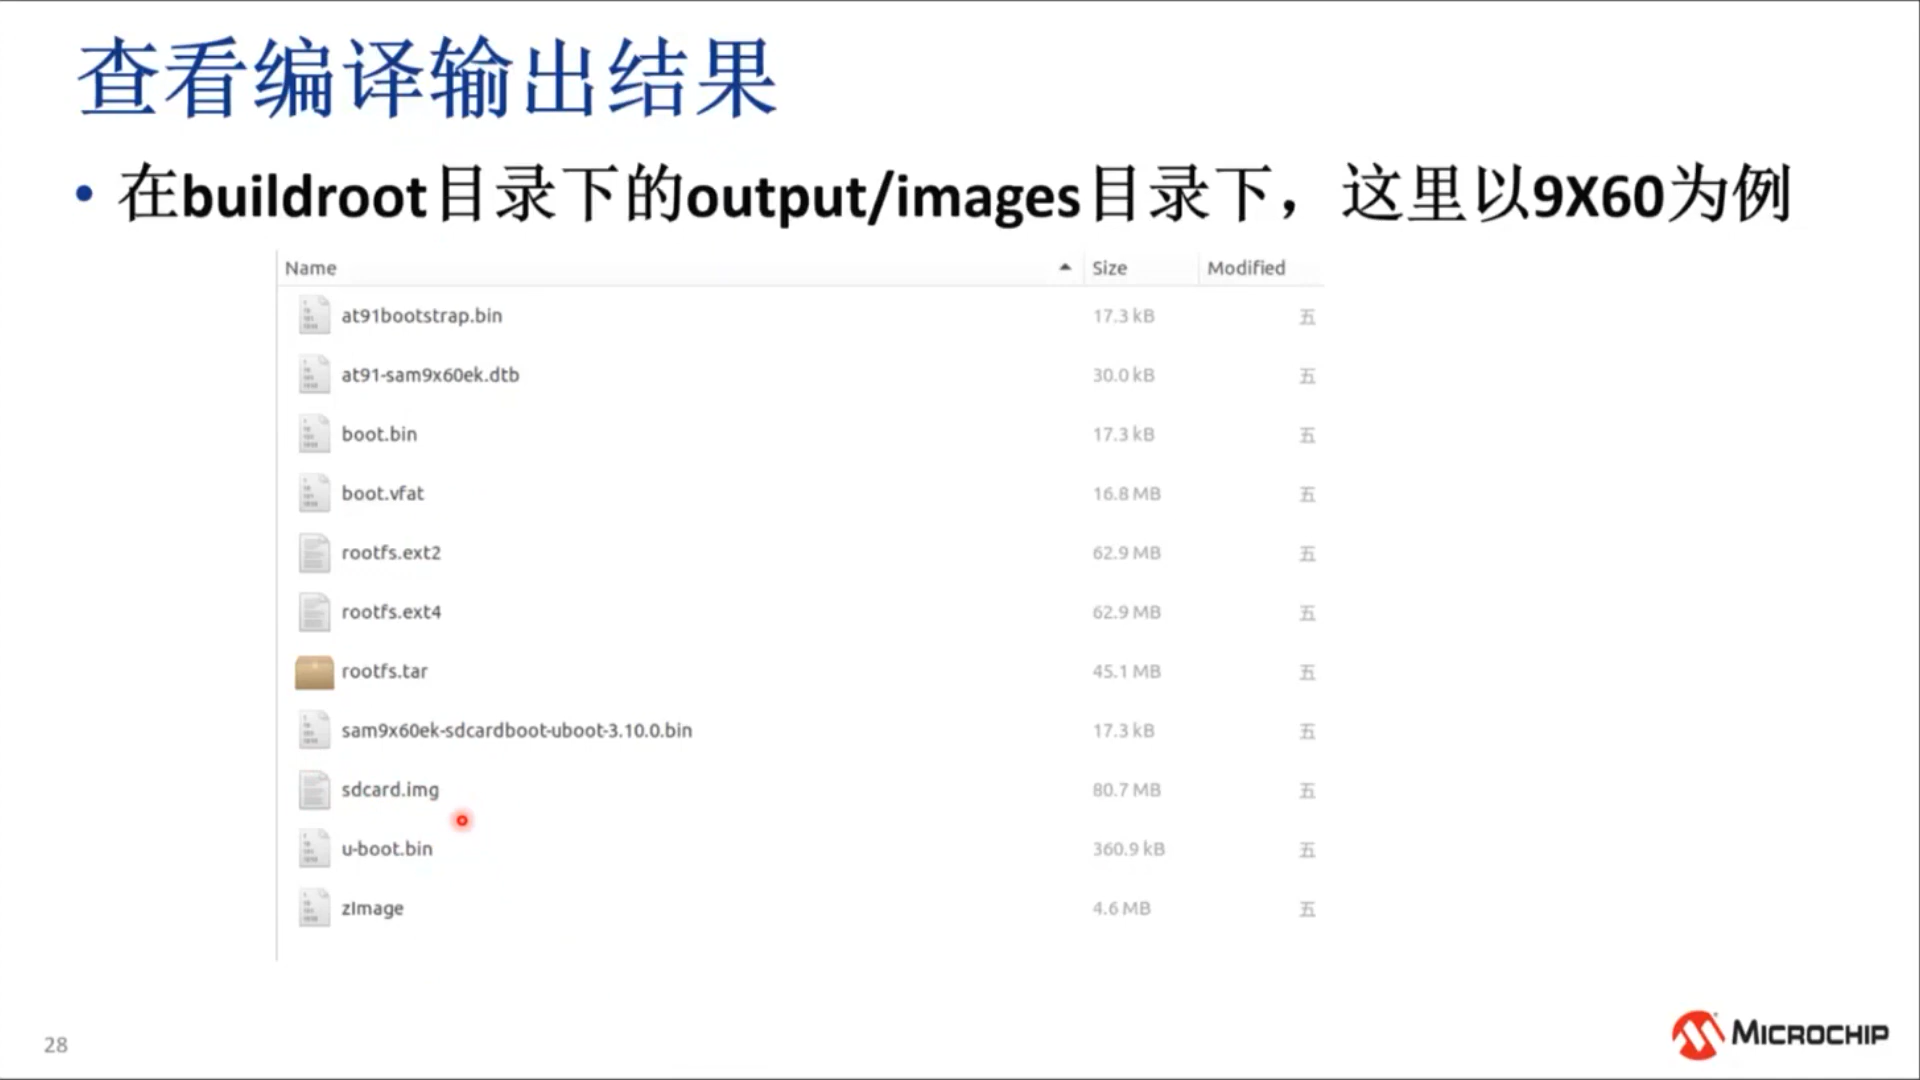 查看编译输出结果
• 在buildroot目录下的output/images目录下，这里以9X60为例
Name Size Modified
at91bootstrap.bin 17.3 kB 五
at91-sam9x60ek.dtb 30.0 kB 五
boot.bin 17.3 kB 五
boot.vfat 16.8 MB 五
rootfs.ext2 62.9 MB 五
rootfs.ext4 62.9 MB 五
rootfs.tar 45.1 MB 五
sam9x60ek-sdcardboot-uboot-3.10.0.bin 17.3 kB 五
sdcard.img 80.7 MB 五
u-boot.bin 360.9 kB 五
zImage 4.6 MB 五
28
MICROCHIP